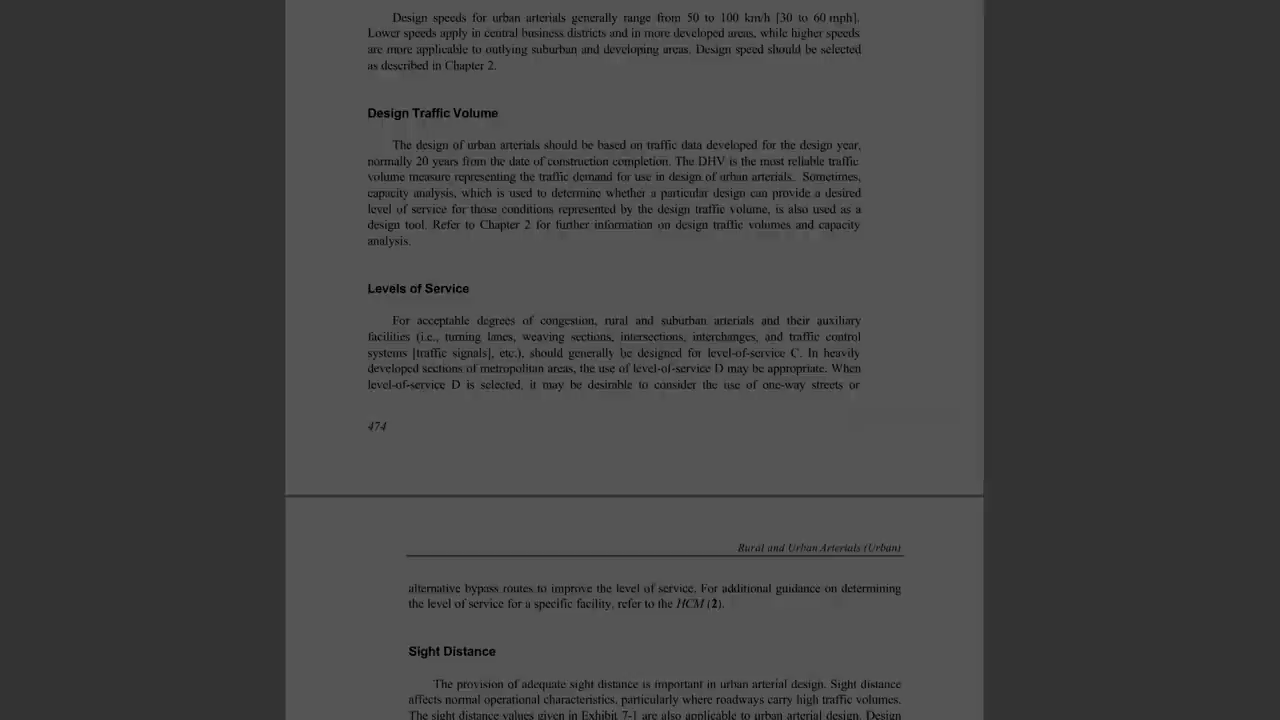 Design speeds for urban arterials generally range from 50 to 100 km/h [30 to 60 mph].
Lower speeds apply in central business districts and in more developed areas, while higher speeds
are more applicable to outlying suburban and developing areas. Design speed should be selected
as described in Chapter 2.
Design Traffic Volume
The design of urban arterials should be based on traffic data developed for the design year,
normally 20 years from the date of construction completion. The DHV is the most reliable traffic
volume measure representing the traffic demand for use in design of urban arterials. Sometimes,
capacity analysis, which is used to determine whether a particular design can provide a desired
level of service for those conditions represented by the design traffic volume, is also used as a
design tool. Refer to Chapter 2 for further information on design traffic volumes and capacity
analysis.
Levels of Service
For acceptable degrees of congestion, rural and suburban arterials and their auxiliary
facilities (i.e., turning lanes, weaving sections, intersections, interchanges, and traffic control
systems [traffic signals], etc.), should generally be designed for level-of-service C. In heavily
developed sections of metropolitan areas, the use of level-of-service D may be appropriate. When
level-of-service D is selected, it may be desirable to consider the use of one-way streets or
474
Rural and Urban Arterials (Urban)
alternative bypass routes to improve the level of service. For additional guidance on determining
the level of service for a specific facility, refer to the HCM (2).
Sight Distance
The provision of adequate sight distance is important in urban arterial design. Sight distance
affects normal operational characteristics, particularly where roadways carry high traffic volumes.
The sight distance values given in Exhibit 7-1 are also applicable to urban arterial design. Design